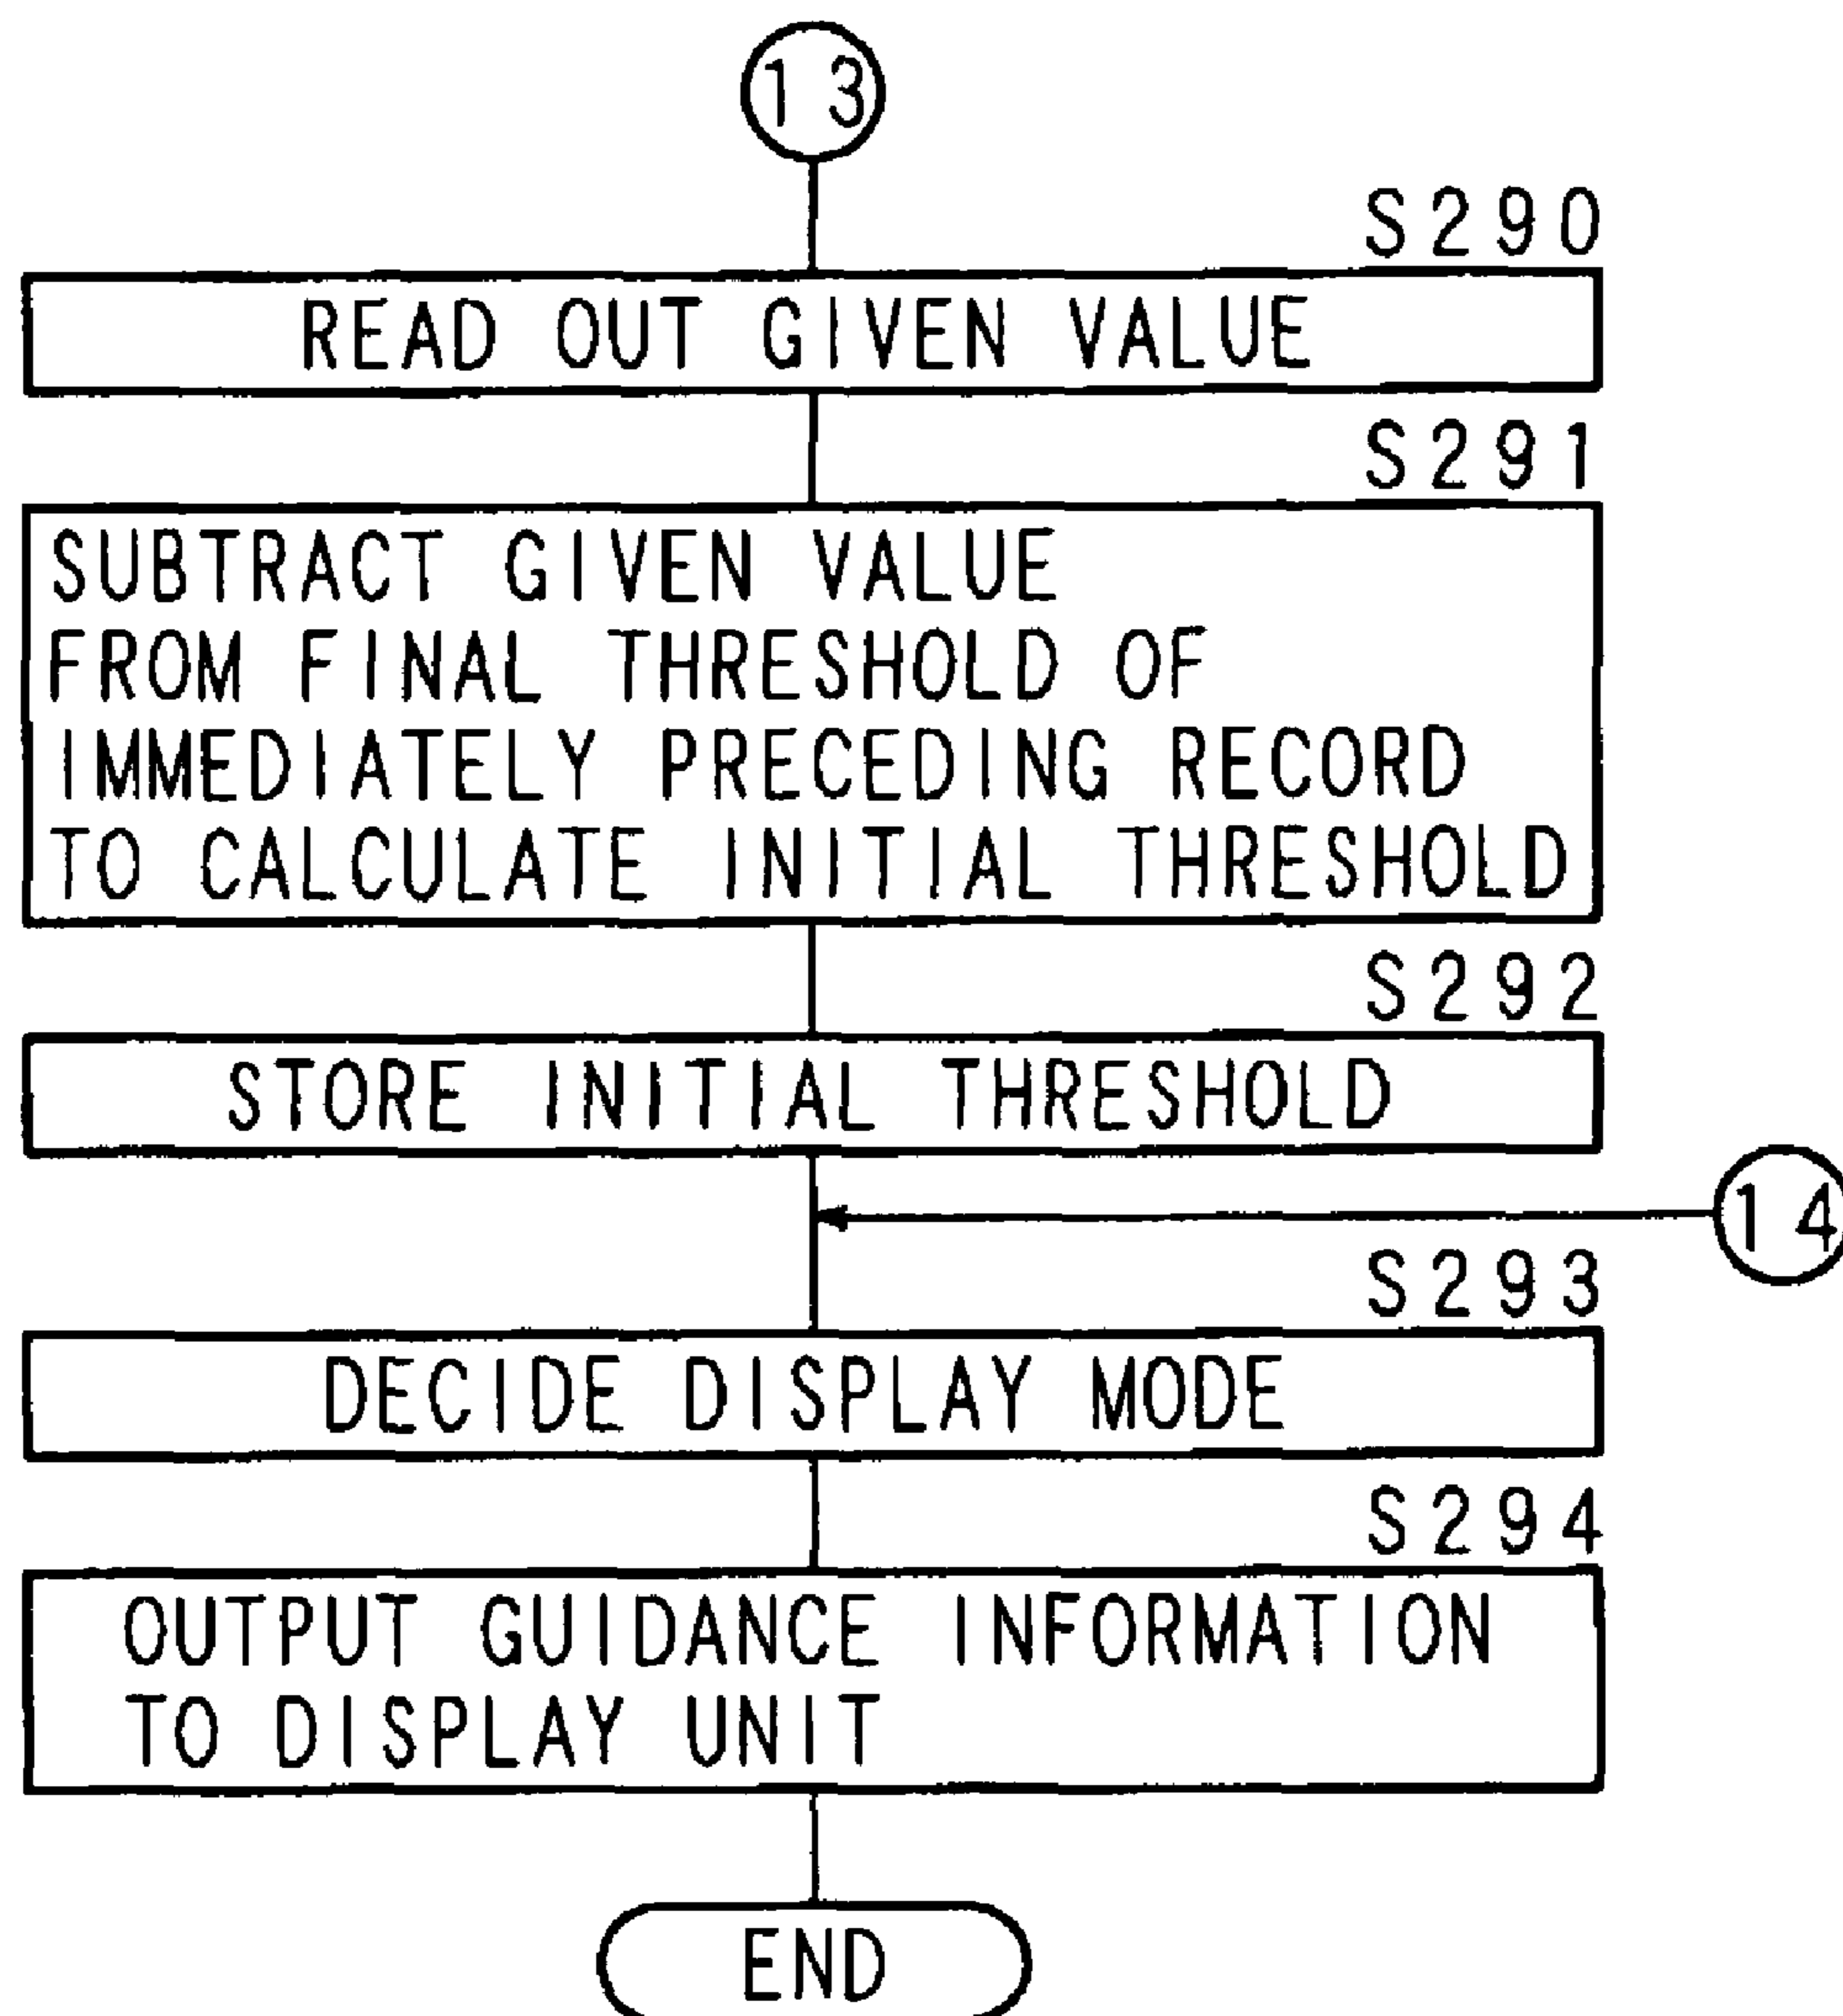 13
S290
READ OUT GIVEN VALUE
S291
SUBTRACT GIVEN VALUE
FROM FINAL THRESHOLD OF
IMMEDIATELY PRECEDING RECORD
TO CALCULATE INITIAL THRESHOLD
S292
STORE INITIAL THRESHOLD
14
S293
DECIDE DISPLAY MODE
S294
OUTPUT GUIDANCE INFORMATION
TO DISPLAY UNIT
END